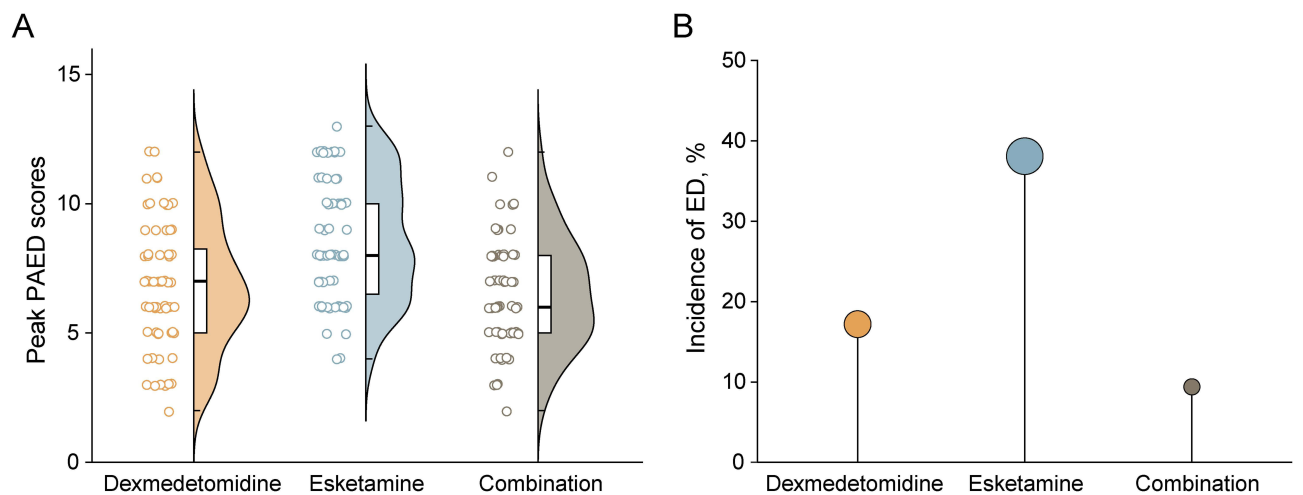 A
Peak PAED scores
15
10
5
0
Dexmedetomidine
Esketamine
Combination
B
Incidence of ED, %
50
40
30
20
10
0
Dexmedetomidine
Esketamine
Combination